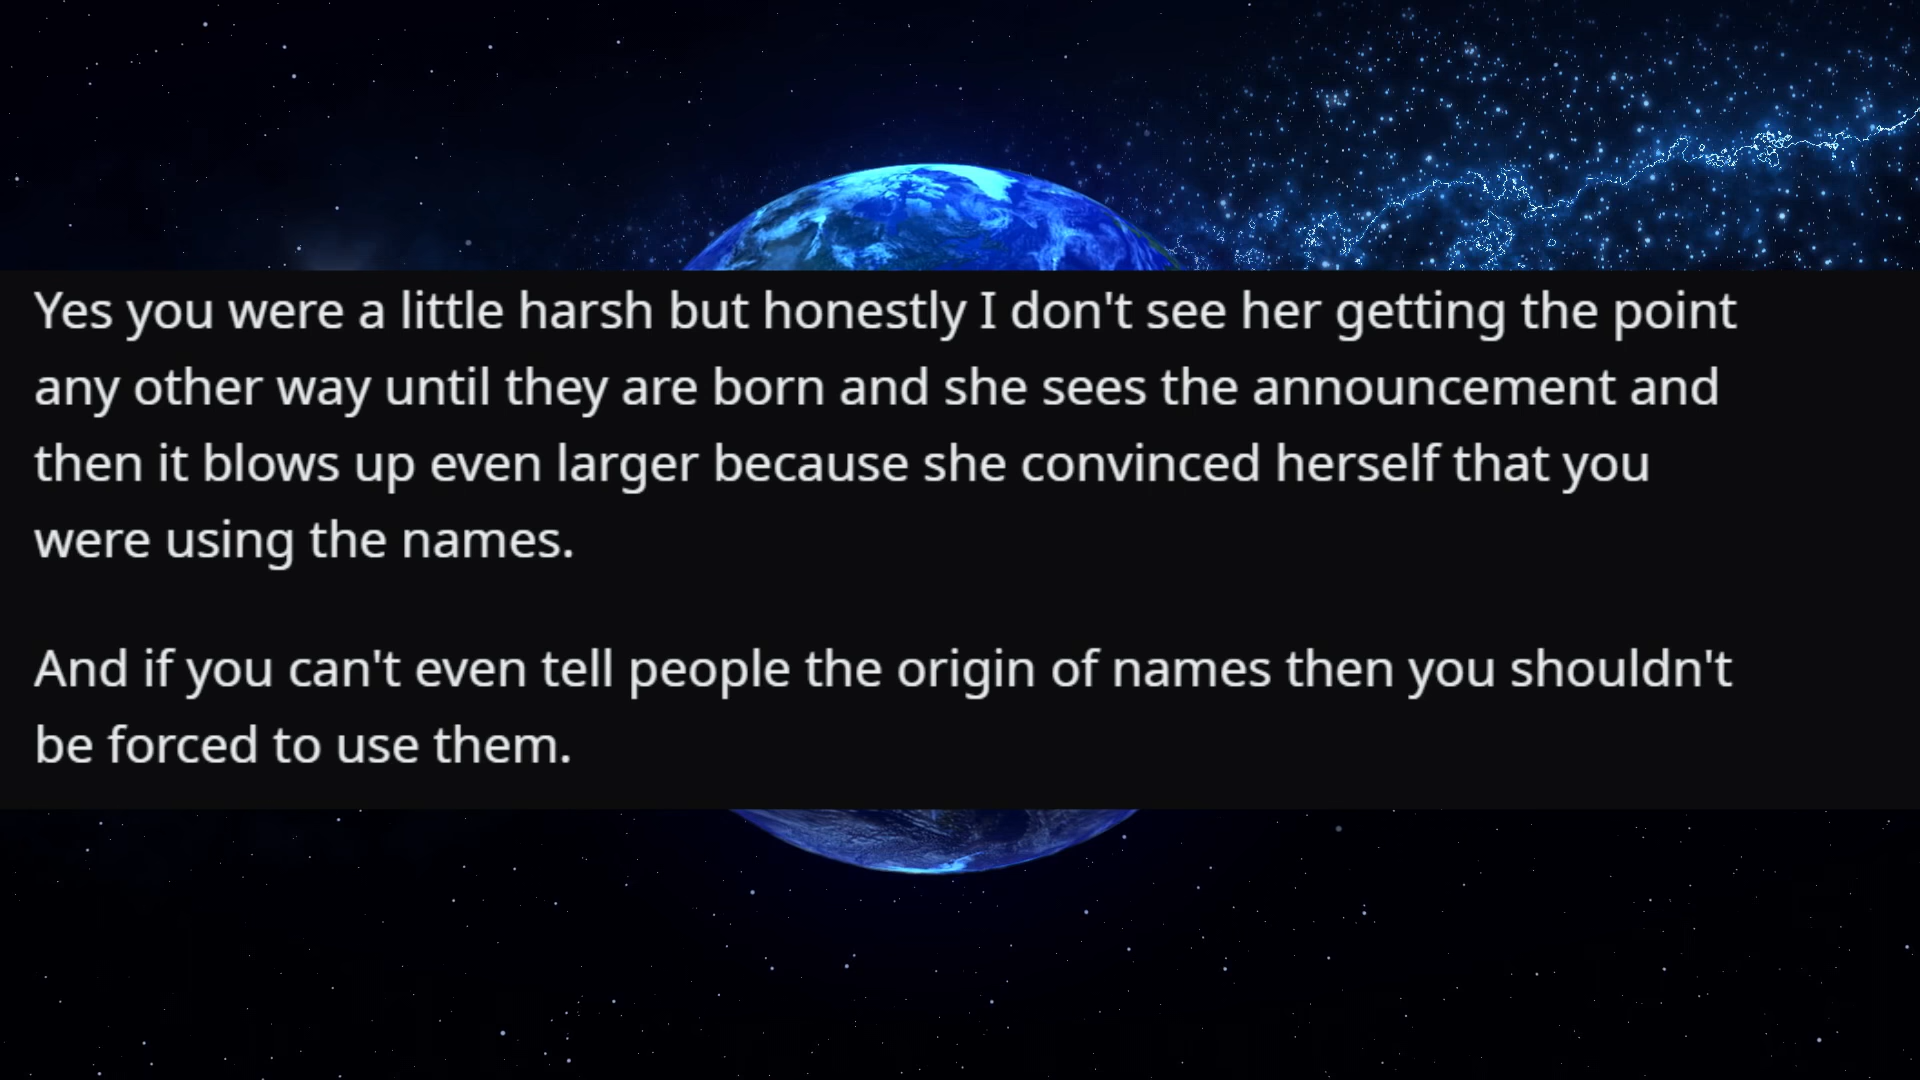 Yes you were a little harsh but honestly I don't see her getting the point
any other way until they are born and she sees the announcement and
then it blows up even larger because she convinced herself that you
were using the names.
And if you can't even tell people the origin of names then you shouldn't
be forced to use them.